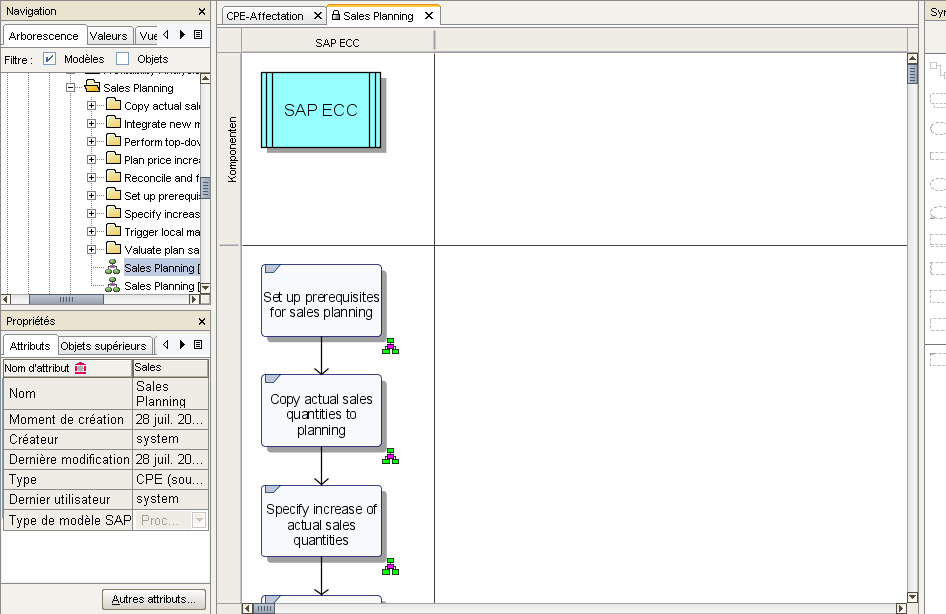 Navigation
Arborescence
Valeurs
Vue
Filtre :
Modèles
Objets
Sales Planning
Copy actual sal
Integrate new m
Perform top-dov
Plan price increa
Reconcile and f
Set up prerequi
Specify increas
Trigger local ma
Valuate plan sa
Sales Planning [
Sales Planning [
Propriétés
Attributs
Objets supérieurs
Nom d'attribut
Sales
Nom
Sales
Planning
Moment de création
28 juil. 20...
Créateur
system
Dernière modification
28 juil. 20...
Type
CPE (sou...
Dernier utilisateur
system
Type de modèle SAP
Proc...
Autres attributs...
CPE-Affectation
Sales Planning
SAP ECC
Komponenten
SAP ECC
Set up prerequisites
for sales planning
Copy actual sales
quantities to
planning
Specify increase of
actual sales
quantities
Syr